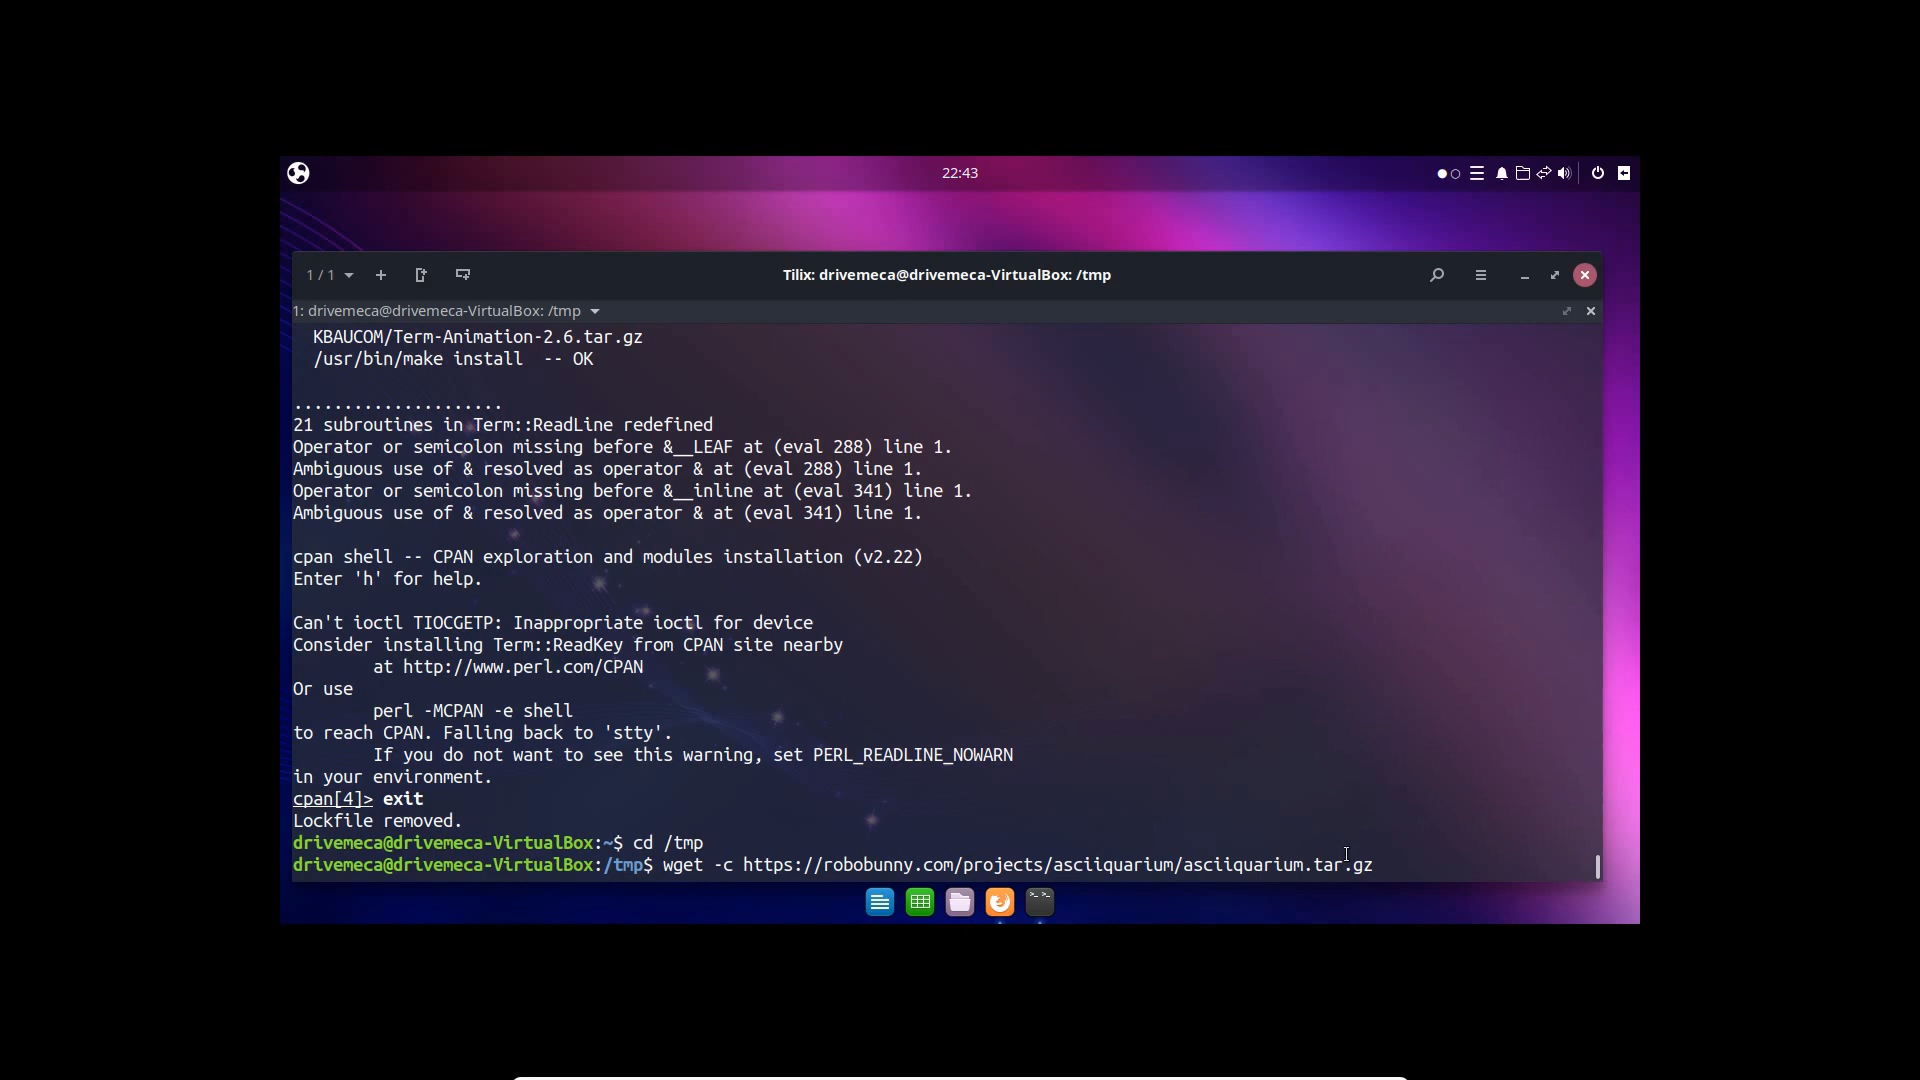 22:43
1 / 1
Tilix: drivemeca@drivemeca-VirtualBox: /tmp
1: drivemeca@drivemeca-VirtualBox: /tmp
KBAUCOM/Term-Animation-2.6.tar.gz
/usr/bin/make install  -- OK
.....................
21 subroutines in Term::ReadLine redefined
Operator or semicolon missing before &__LEAF at (eval 288) line 1.
Ambiguous use of & resolved as operator & at (eval 288) line 1.
Operator or semicolon missing before &__inline at (eval 341) line 1.
Ambiguous use of & resolved as operator & at (eval 341) line 1.
cpan shell -- CPAN exploration and modules installation (v2.22)
Enter 'h' for help.
Can't ioctl TIOCGETP: Inappropriate ioctl for device
Consider installing Term::ReadKey from CPAN site nearby
at http://www.perl.com/CPAN
Or use
perl -MCPAN -e shell
to reach CPAN. Falling back to 'stty'.
If you do not want to see this warning, set PERL_READLINE_NOWARN
in your environment.
cpan[4]> exit
Lockfile removed.
drivemeca@drivemeca-VirtualBox:~$ cd /tmp
drivemeca@drivemeca-VirtualBox:/tmp$ wget -c https://robobunny.com/projects/asciiquarium/asciiquarium.tar.gz